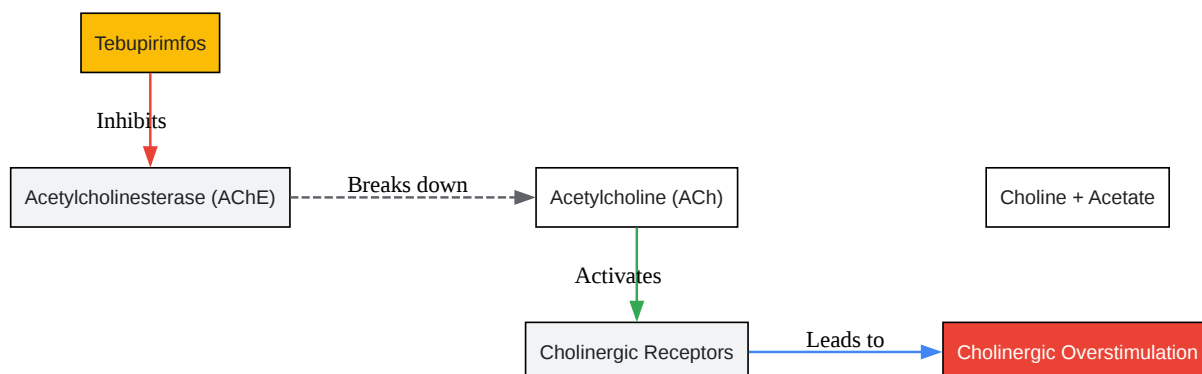 Tebupirimfos
Inhibits
Acetylcholinesterase (AChE)
Breaks down
Acetylcholine (ACh)
Choline + Acetate
Activates
Cholinergic Receptors
Leads to
Cholinergic Overstimulation